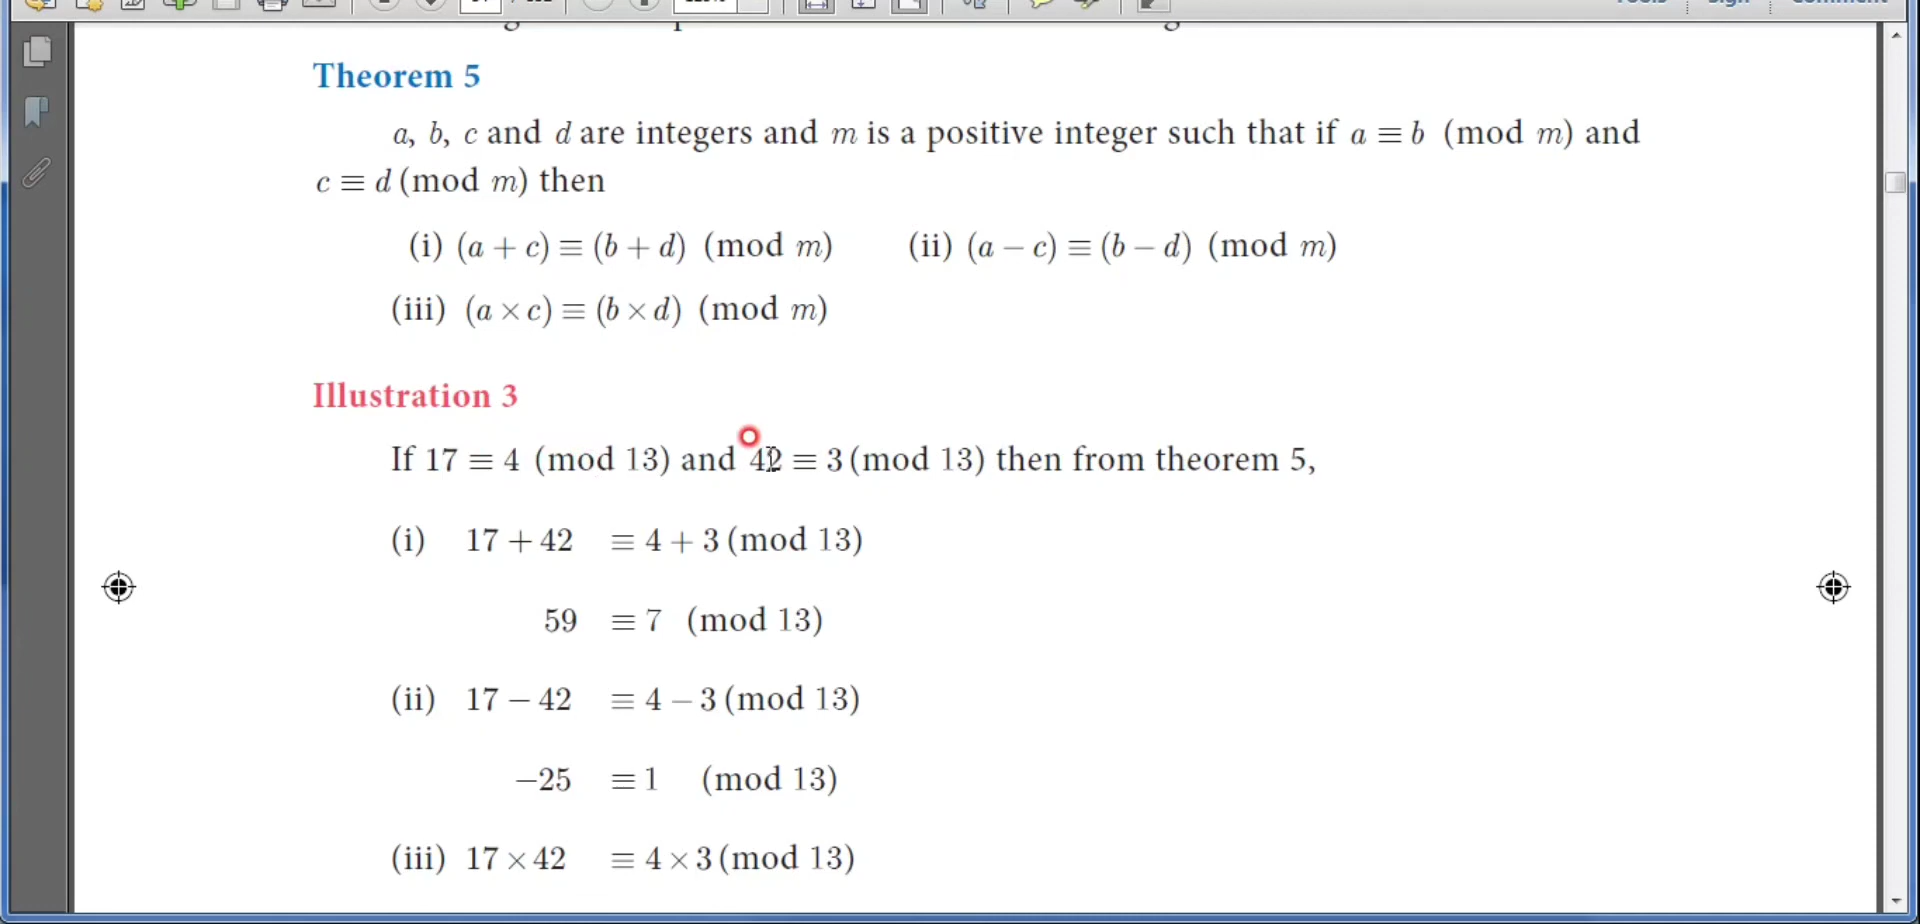 Theorem 5
a, b, c and d are integers and m is a positive integer such that if a ≡ b (mod m) and
c ≡ d (mod m) then
(i) (a + c) ≡ (b + d) (mod m) (ii) (a − c) ≡ (b − d) (mod m)
(iii) (a × c) ≡ (b × d) (mod m)
Illustration 3
If 17 ≡ 4 (mod 13) and 42 ≡ 3 (mod 13) then from theorem 5,
(i) 17 + 42 ≡ 4 + 3 (mod 13)
59 ≡ 7 (mod 13)
(ii) 17 − 42 ≡ 4 − 3 (mod 13)
−25 ≡ 1 (mod 13)
(iii) 17 × 42 ≡ 4 × 3 (mod 13)